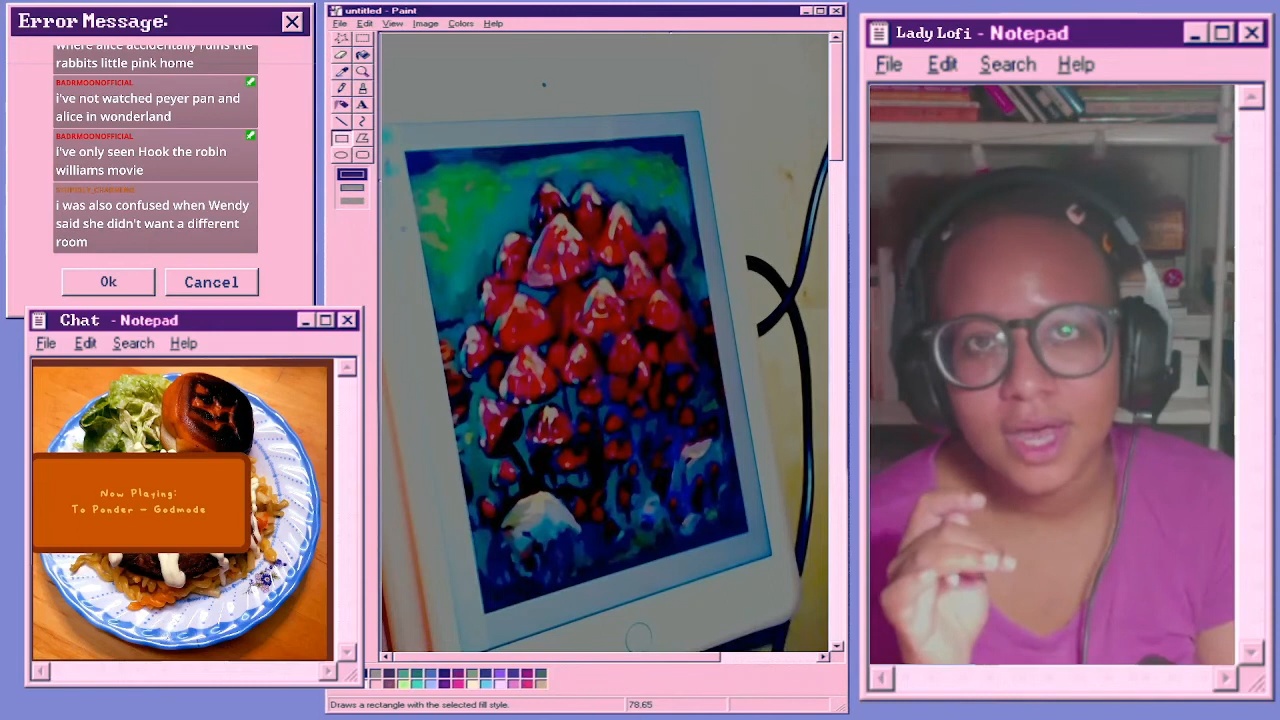 Error Message:
where alice accidentally ruins the
rabbits little pink home
BADRMOONOFFICIAL
i've not watched peyer pan and
alice in wonderland
BADRMOONOFFICIAL
i've only seen Hook the robin
williams movie
i was also confused when Wendy
said she didn't want a different
room
Ok
Cancel
Chat - Notepad
File Edit Search Help
Now Playing:
To Ponder - Godmode
untitled - Paint
File Edit View Image Colors Help
A
Draws a rectangle with the selected fill style.
78.65
Lady Lofi - Notepad
File Edit Search Help